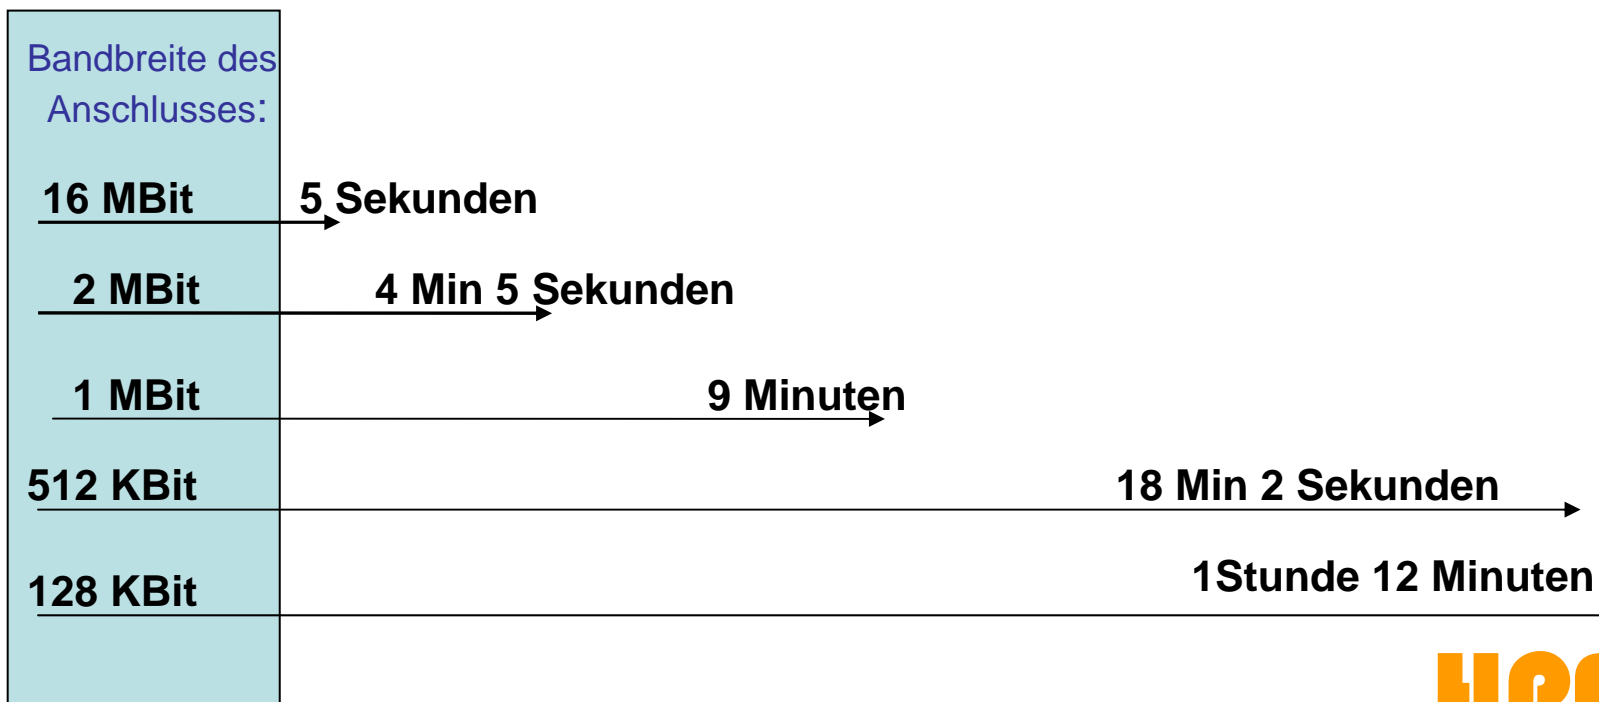 Bandbreite des
Anschlusses:
16 MBit 5 Sekunden
2 MBit 4 Min 5 Sekunden
1 MBit 9 Minuten
512 KBit 18 Min 2 Sekunden
128 KBit 1Stunde 12 Minuten